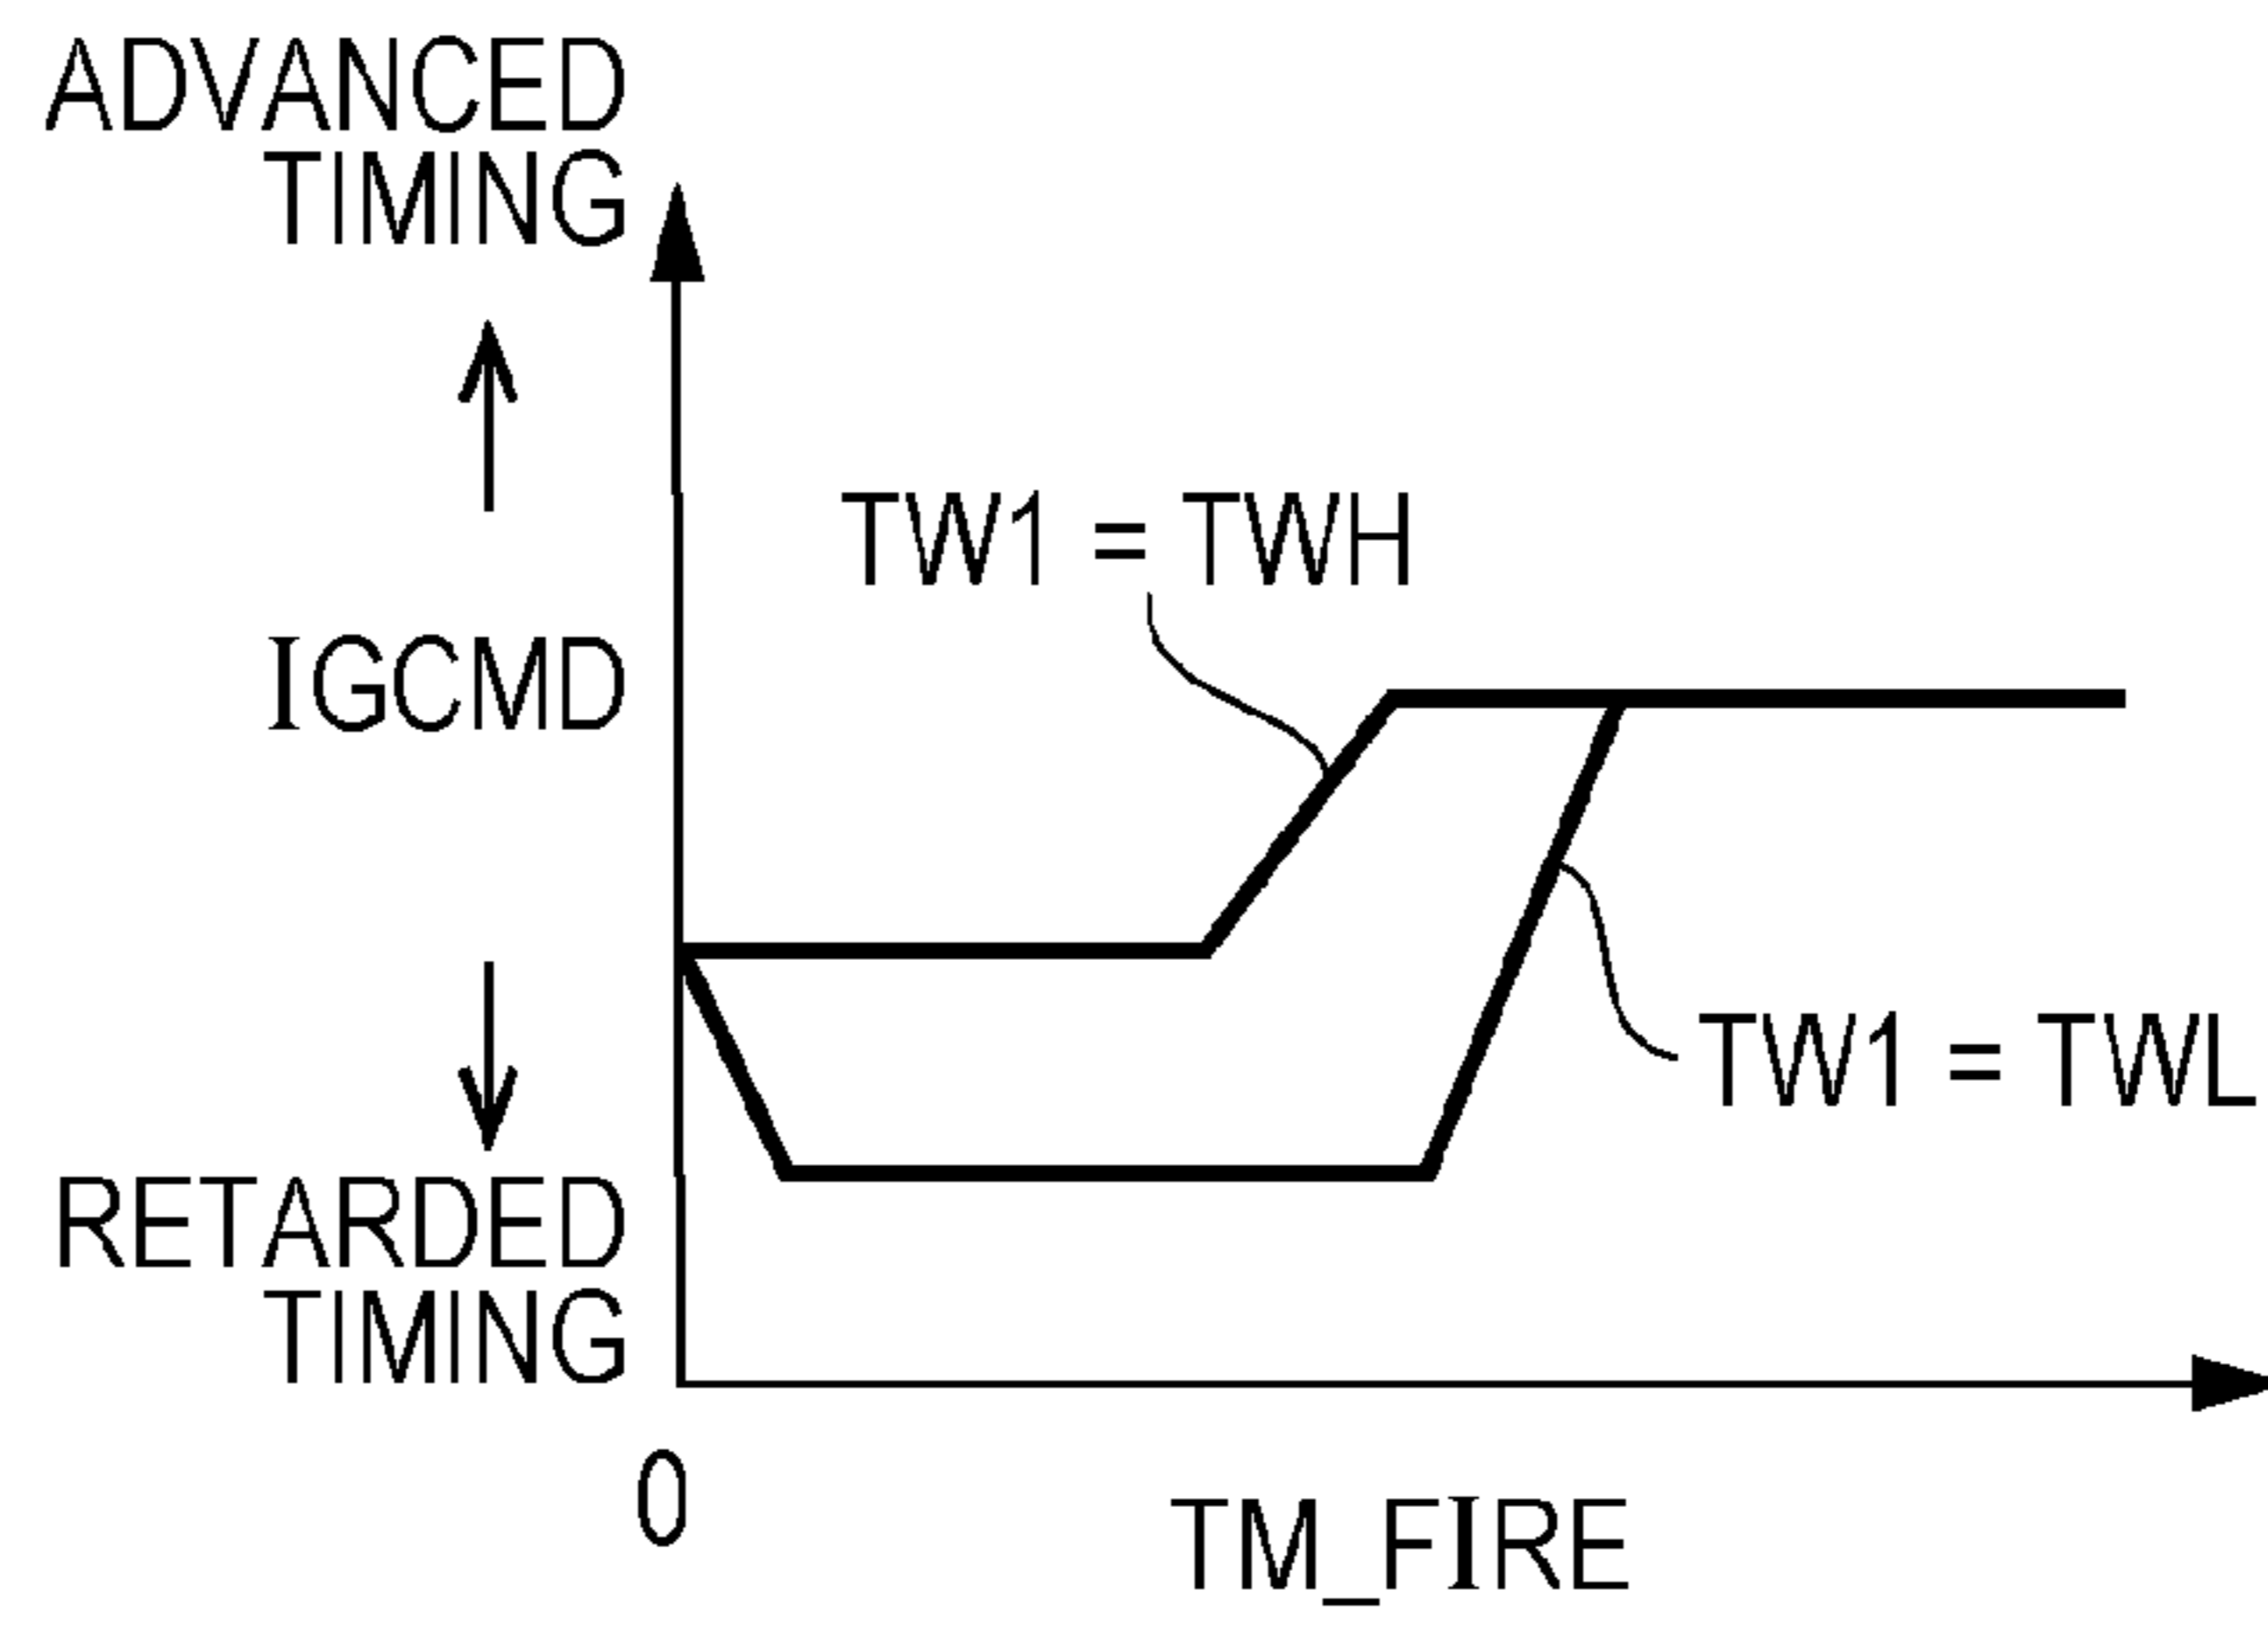 ADVANCED
TIMING
TW1 = TWH
IGCMD
TW1 = TWL
RETARDED
TIMING
0
TM_FIRE